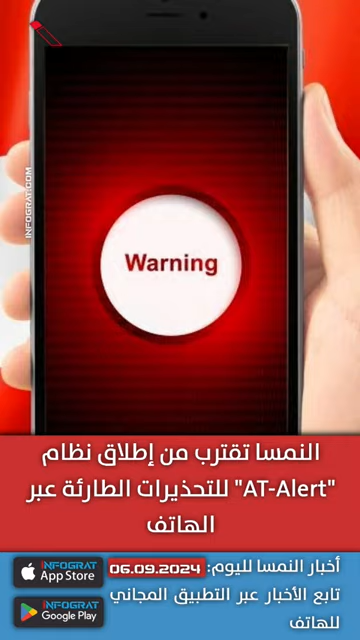 INFOGRAT.COM
Warning
النمسا تقترب من إطلاق نظام
"AT-Alert" للتحذيرات الطارئة عبر
الهاتف
أخبار النمسا لليوم: 06.09.2024
تابع الأخبار عبر التطبيق المجاني
للهاتف
INFOGRAT
App Store
INFOGRAT
Google Play